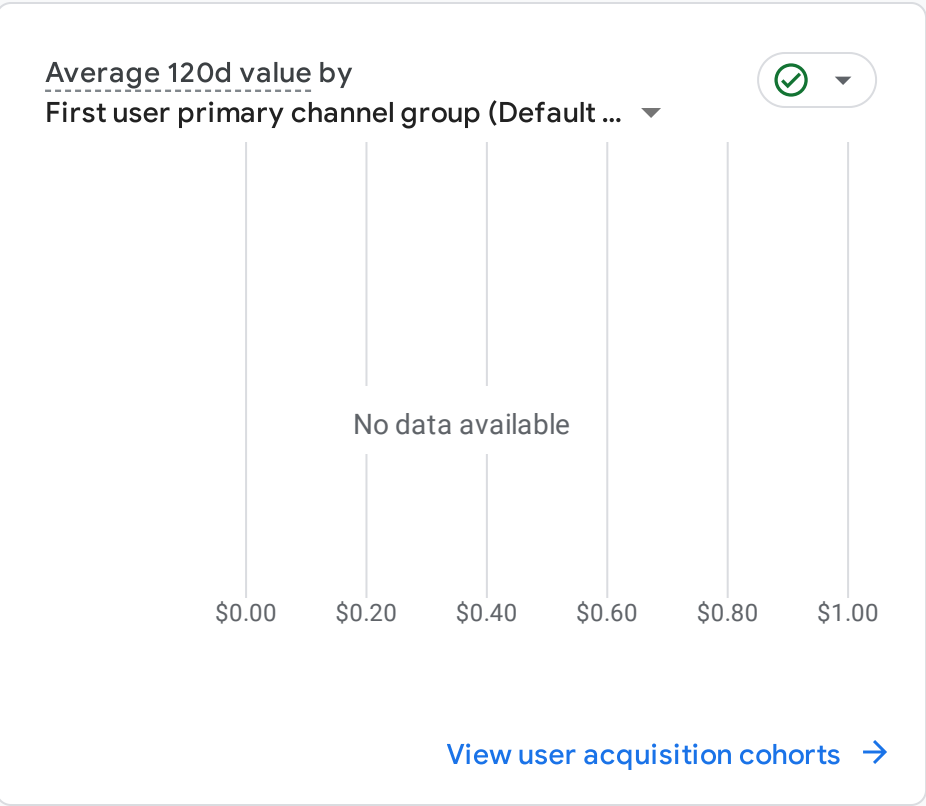 Average 120d value by
First user primary channel group (Default ...
No data available
$0.00 $0.20 $0.40 $0.60 $0.80 $1.00
View user acquisition cohorts